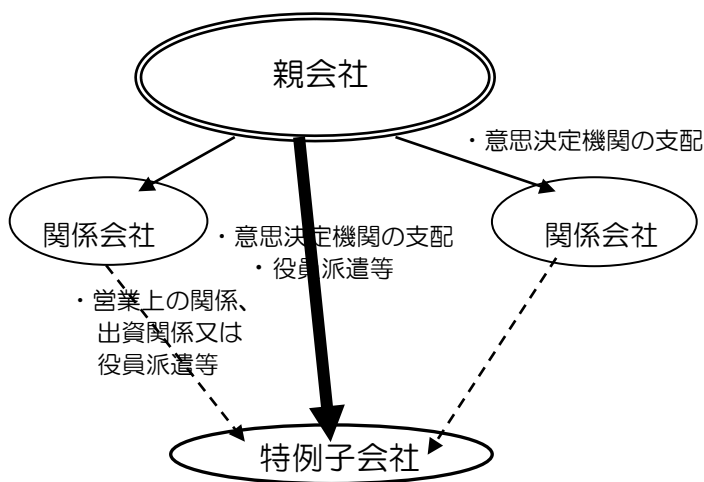 親会社
・意思決定機関の支配
関係会社
関係会社
・意思決定機関の支配
・役員派遣等
・営業上の関係、
出資関係又は
役員派遣等
特例子会社